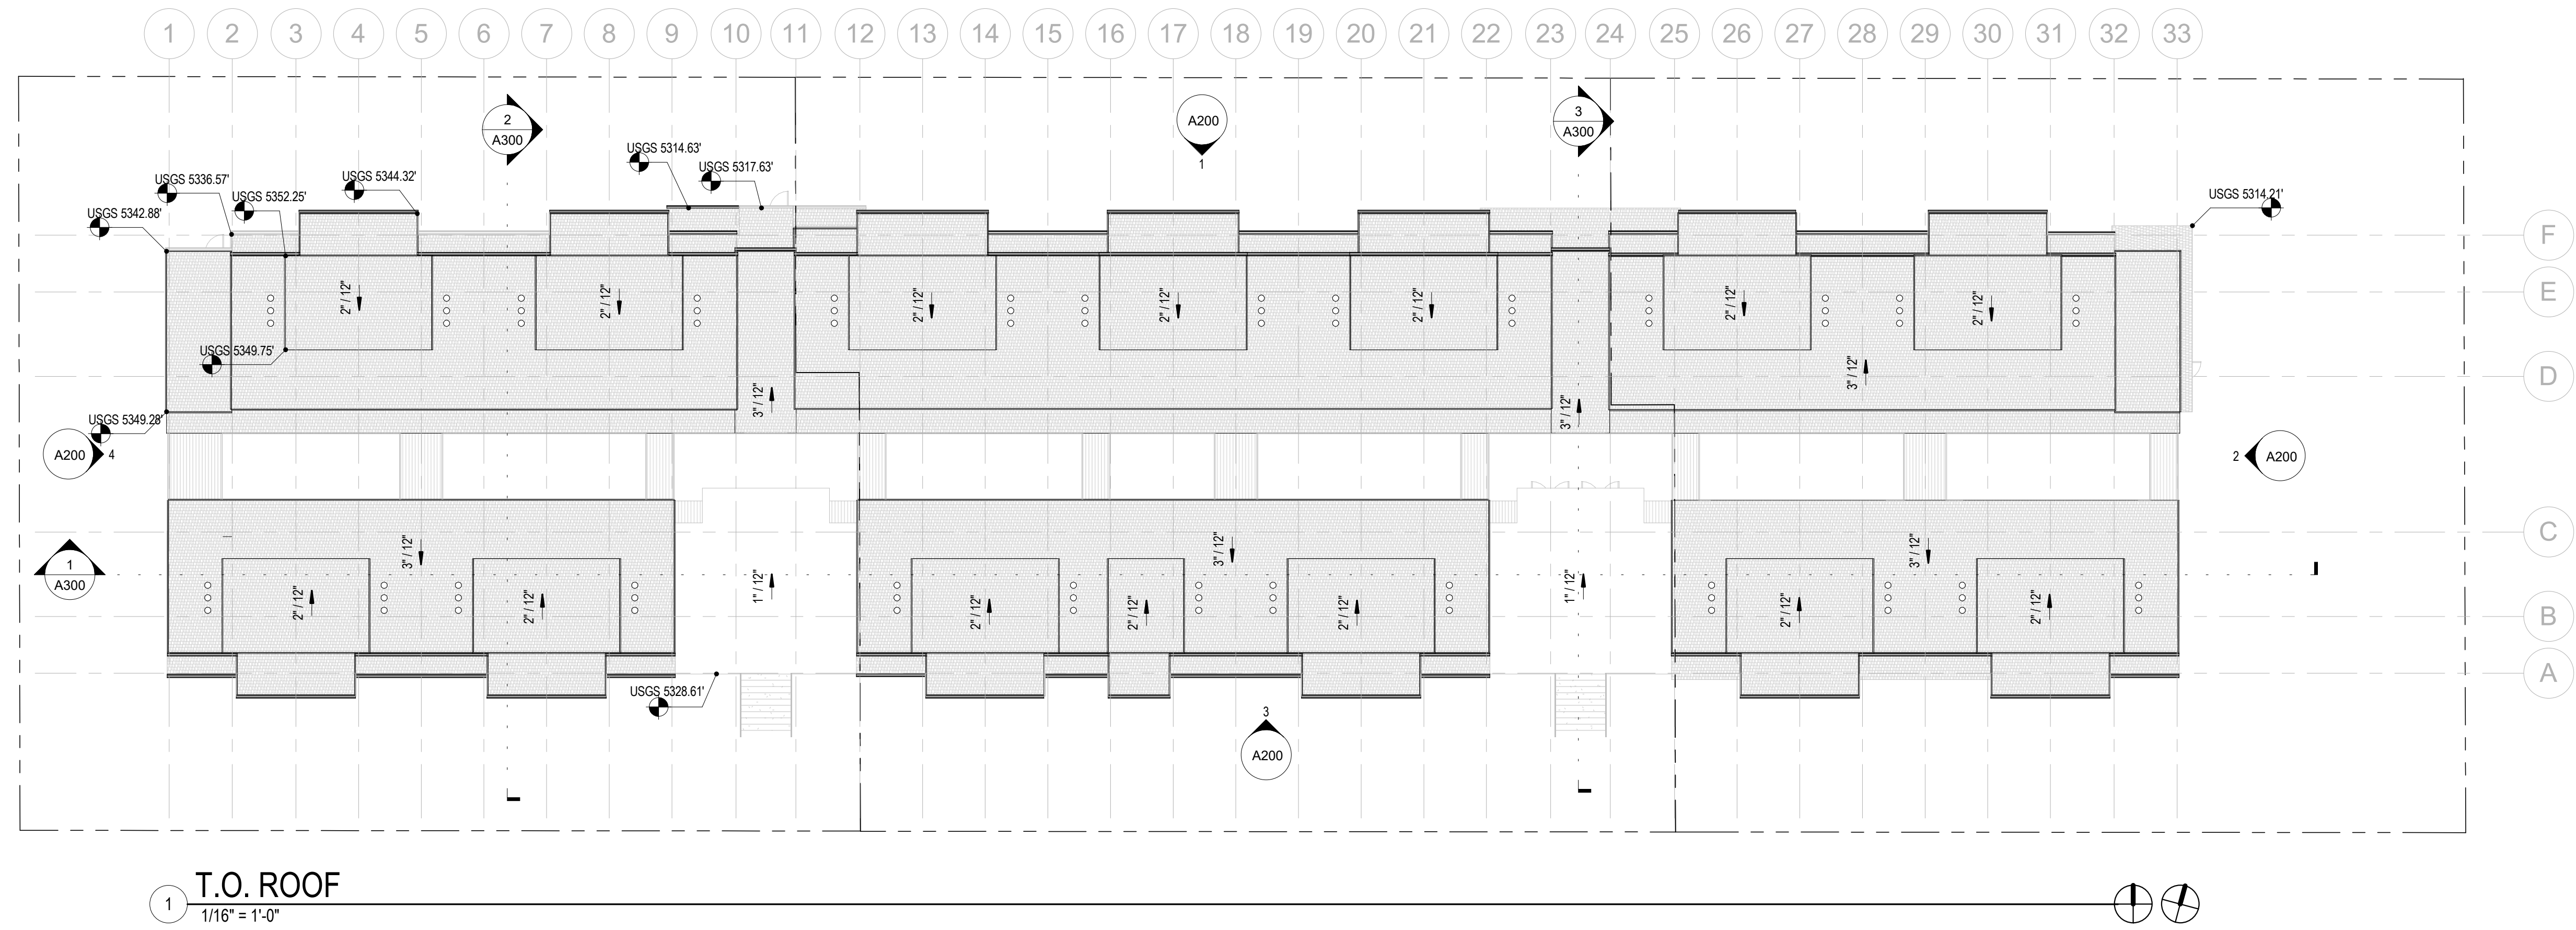 1 2 3 4 5 6 7 8 9 10 11 12 13 14 15 16 17 18 19 20 21 22 23 24 25 26 27 28 29 30 31 32 33
2
A300
A200
1
3
A300
USGS 5314.63'
USGS 5317.63'
USGS 5336.57'
USGS 5344.32'
USGS 5352.25'
USGS 5342.88'
USGS 5314.21'
F
E
2" / 12"
2" / 12"
2" / 12"
2" / 12"
2" / 12"
2" / 12"
2" / 12"
USGS 5349.75'
D
3" / 12"
3" / 12"
3" / 12"
USGS 5349.28'
A200
4
2
A200
C
3" / 12"
3" / 12"
3" / 12"
1
A300
1" / 12"
1" / 12"
2" / 12"
2" / 12"
2" / 12"
2" / 12"
2" / 12"
2" / 12"
2" / 12"
B
A
USGS 5328.61'
3
A200
1
T.O. ROOF
1/16" = 1'-0"